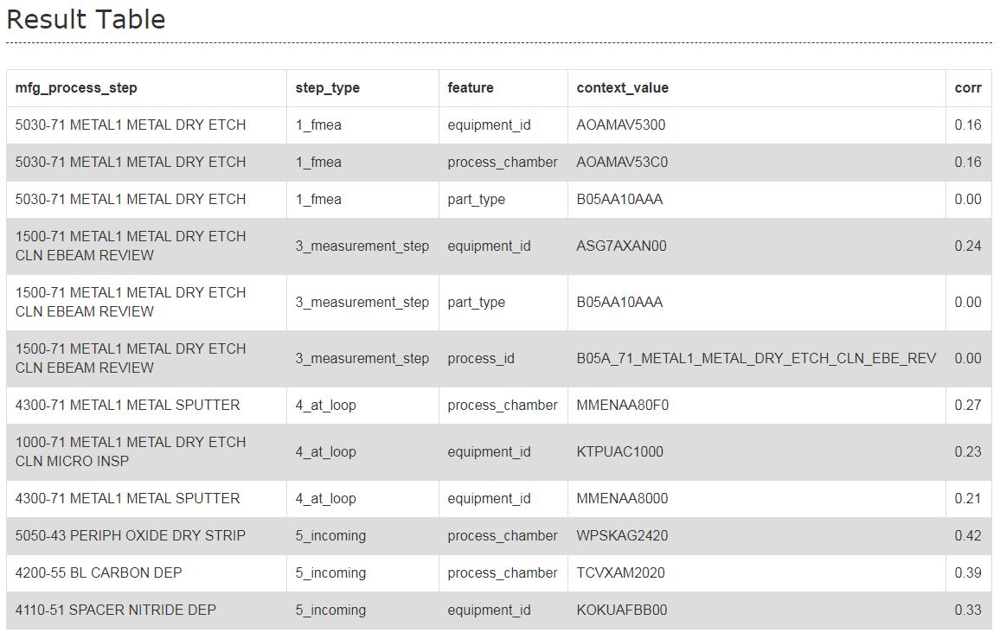 Result Table
mfg_process_step step_type feature context_value corr
5030-71 METAL1 METAL DRY ETCH 1_fmea equipment_id AOAMAV5300 0.16
5030-71 METAL1 METAL DRY ETCH 1_fmea process_chamber AOAMAV53C0 0.16
5030-71 METAL1 METAL DRY ETCH 1_fmea part_type B05AA10AAA 0.00
1500-71 METAL1 METAL DRY ETCH
CLN EBEAM REVIEW 3_measurement_step equipment_id ASG7AXAN00 0.24
1500-71 METAL1 METAL DRY ETCH
CLN EBEAM REVIEW 3_measurement_step part_type B05AA10AAA 0.00
1500-71 METAL1 METAL DRY ETCH
CLN EBEAM REVIEW 3_measurement_step process_id B05A_71_METAL1_METAL_DRY_ETCH_CLN_EBE_REV 0.00
4300-71 METAL1 METAL SPUTTER 4_at_loop process_chamber MMENAA80F0 0.27
1000-71 METAL1 METAL DRY ETCH
CLN MICRO INSP 4_at_loop equipment_id KTPUAC1000 0.23
4300-71 METAL1 METAL SPUTTER 4_at_loop equipment_id MMENAA8000 0.21
5050-43 PERIPH OXIDE DRY STRIP 5_incoming process_chamber WPSKAG2420 0.42
4200-55 BL CARBON DEP 5_incoming process_chamber TCVXAM2020 0.39
4110-51 SPACER NITRIDE DEP 5_incoming equipment_id KOKUAFBB00 0.33